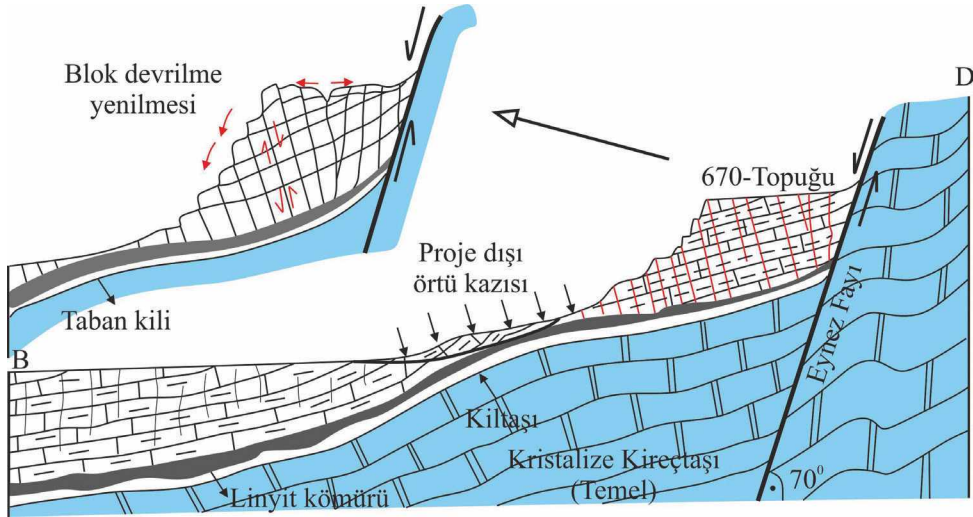 Blok devrilme
yenilmesi
D
670-Topuğu
Proje dışı
örtü kazısı
Taban kili
B
Eynez Fayı
Kiltaşı
Kristalize Kireçtaşı
(Temel)
70⁰
Linyit kömürü